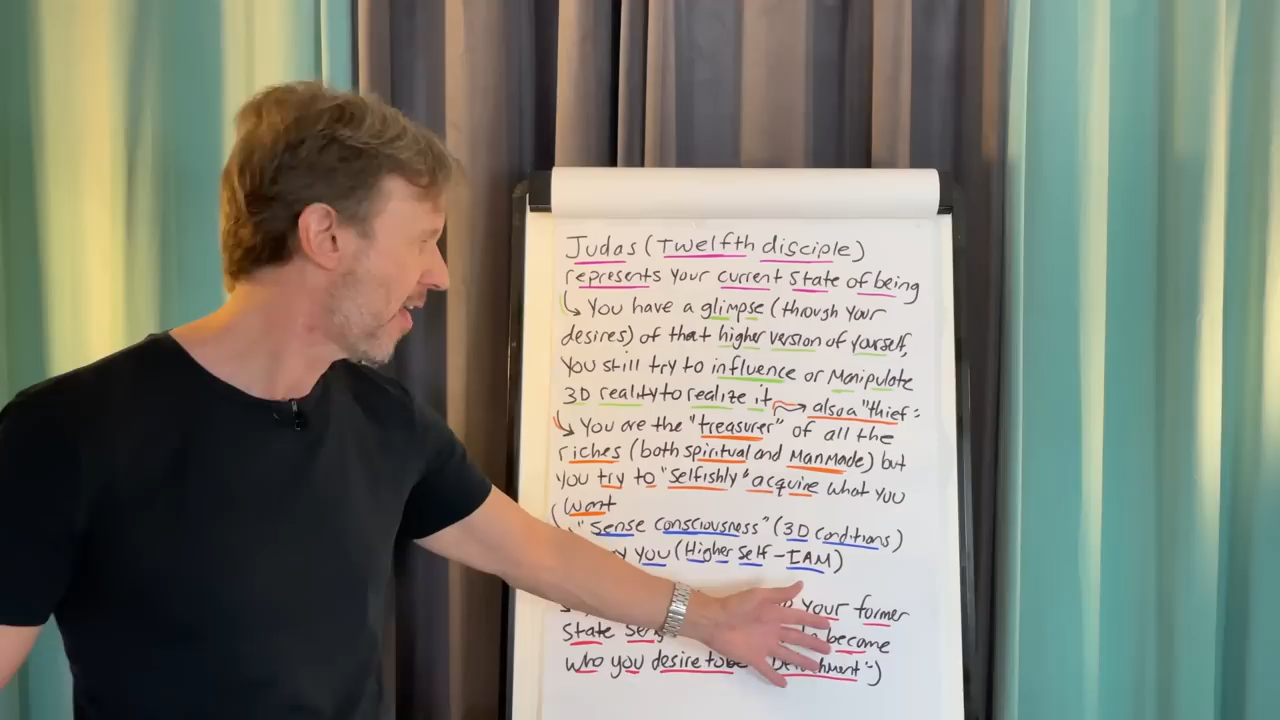 Judas (Twelfth disciple)
represents your current state of being
↳ You have a glimpse (through your
desires) of that higher version of yourself,
you still try to influence or Manipulate
3D reality to realize it → also a "thief"
↳ You are the "treasurer" of all the
riches (both spiritual and Manmade) but
you try to "selfishly" acquire what you
want
"Sense Consciousness" (3D conditions)
you (Higher Self - I AM)
your former
state
become
who you desire to be